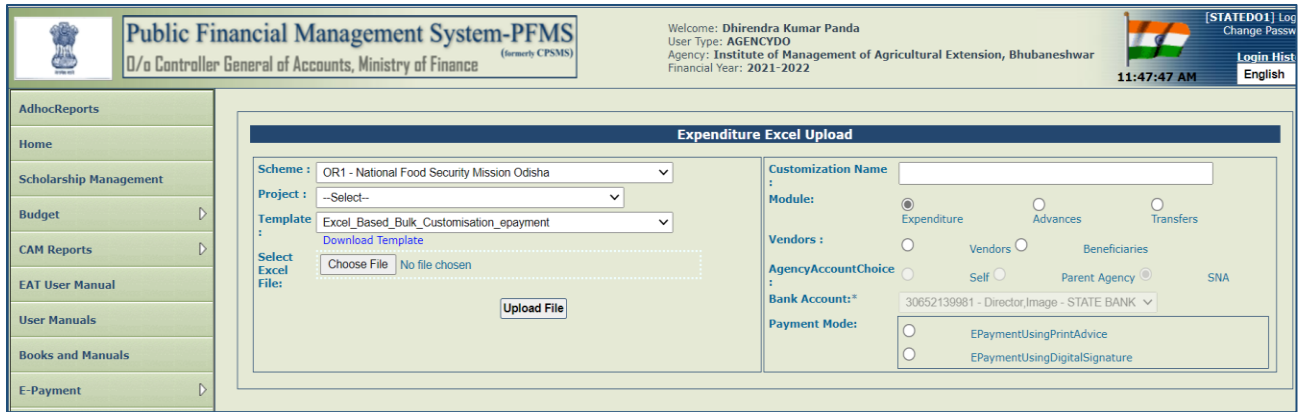 Public Financial Management System-PFMS
(formerly CPSMS)
O/o Controller General of Accounts, Ministry of Finance
Welcome: Dhirendra Kumar Panda
User Type: AGENCYDO
Agency: Institute of Management of Agricultural Extension, Bhubaneshwar
Financial Year: 2021-2022
11:47:47 AM
[STATEDO1] Log
Change Passw
Login Hist
English
AdhocReports
Home
Scholarship Management
Budget
CAM Reports
EAT User Manual
User Manuals
Books and Manuals
E-Payment
Expenditure Excel Upload
Scheme : OR1 - National Food Security Mission Odisha
Project : --Select--
Template : Excel_Based_Bulk_Customisation_epayment
Download Template
Select Excel File: Choose File No file chosen
Upload File
Customization Name :
Module: Expenditure Advances Transfers
Vendors : Vendors Beneficiaries
AgencyAccountChoice : Self Parent Agency SNA
Bank Account:* 30652139981 - Director,Image - STATE BANK
Payment Mode: EPaymentUsingPrintAdvice
EPaymentUsingDigitalSignature